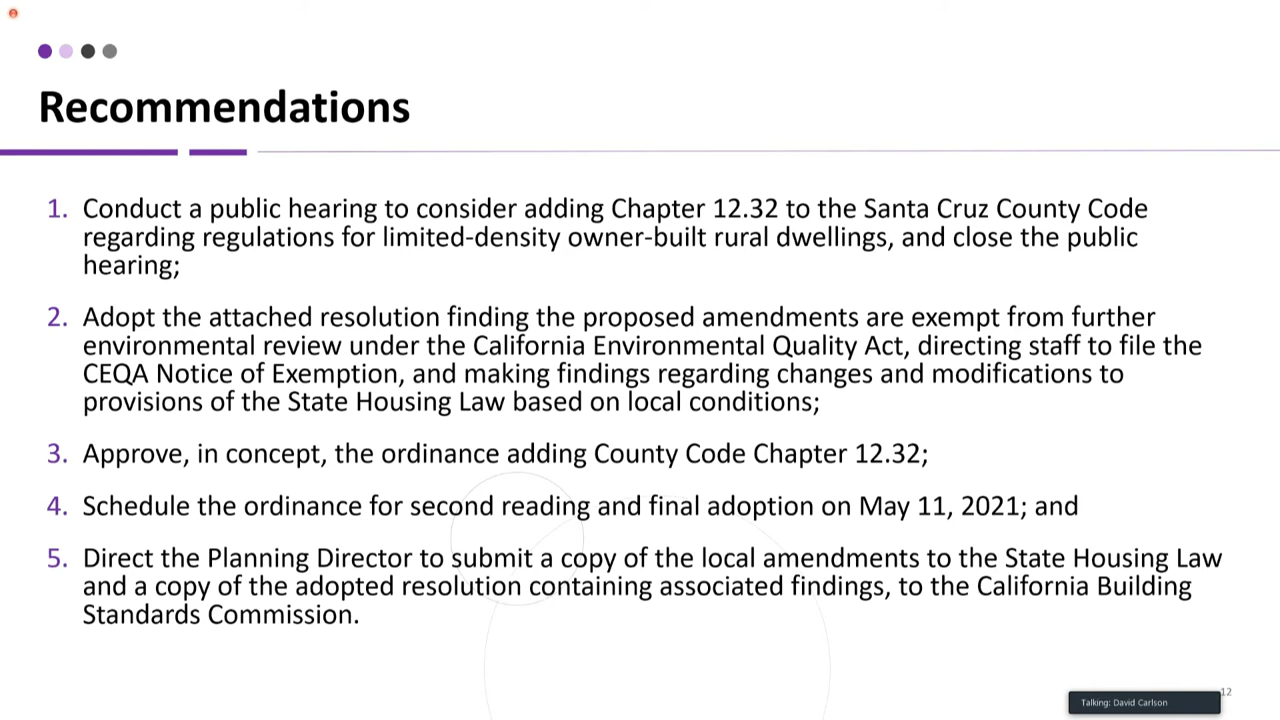 Recommendations
1. Conduct a public hearing to consider adding Chapter 12.32 to the Santa Cruz County Code
regarding regulations for limited-density owner-built rural dwellings, and close the public
hearing;
2. Adopt the attached resolution finding the proposed amendments are exempt from further
environmental review under the California Environmental Quality Act, directing staff to file the
CEQA Notice of Exemption, and making findings regarding changes and modifications to
provisions of the State Housing Law based on local conditions;
3. Approve, in concept, the ordinance adding County Code Chapter 12.32;
4. Schedule the ordinance for second reading and final adoption on May 11, 2021; and
5. Direct the Planning Director to submit a copy of the local amendments to the State Housing Law
and a copy of the adopted resolution containing associated findings, to the California Building
Standards Commission.
12
Talking: David Carlson